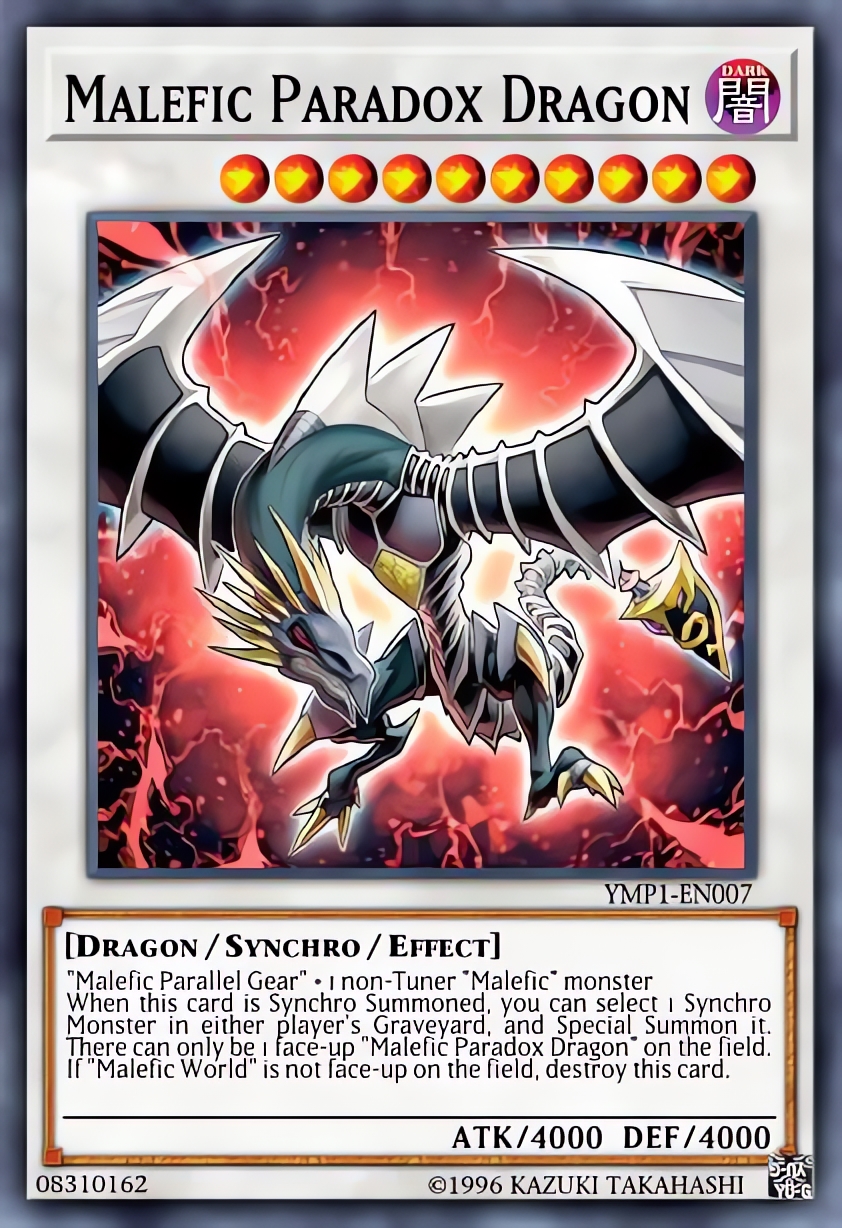 MALEFIC PARADOX DRAGON
DARK
闇
YMP1-EN007
[DRAGON / SYNCHRO / EFFECT]
"Malefic Parallel Gear" • 1 non-Tuner "Malefic" monster
When this card is Synchro Summoned, you can select 1 Synchro
Monster in either player's Graveyard, and Special Summon it.
There can only be 1 face-up "Malefic Paradox Dragon" on the field.
If "Malefic World" is not face-up on the field, destroy this card.
ATK/4000 DEF/4000
08310162
©1996 KAZUKI TAKAHASHI